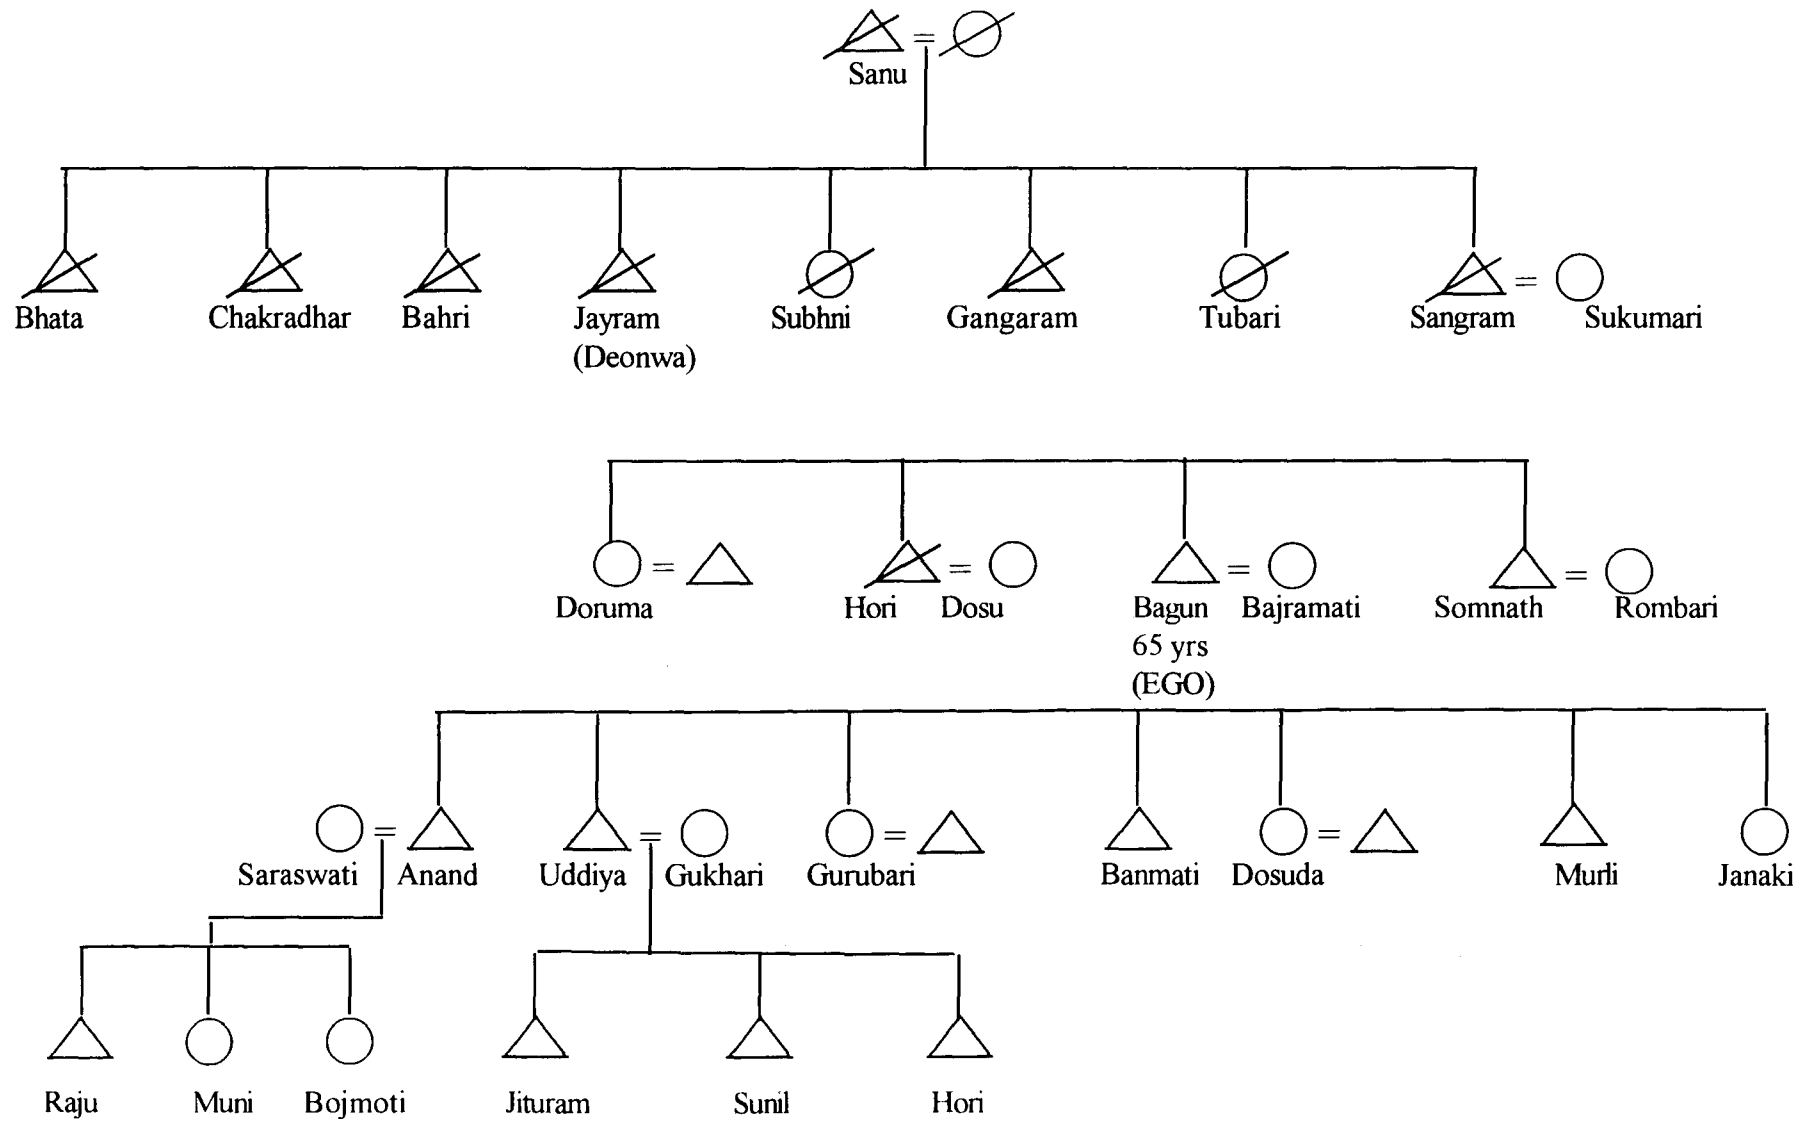 Sanu
Bhata Chakradhar Bahri Jayram Subhni Gangaram Tubari Sangram Sukumari
(Deonwa)
Doruma Hori Dosu Bagun Bajramati Somnath Rombari
65 yrs
(EGO)
Saraswati Anand Uddiya Gukhari Gurubari Banmati Dosuda Murli Janaki
Raju Muni Bojmoti Jituram Sunil Hori